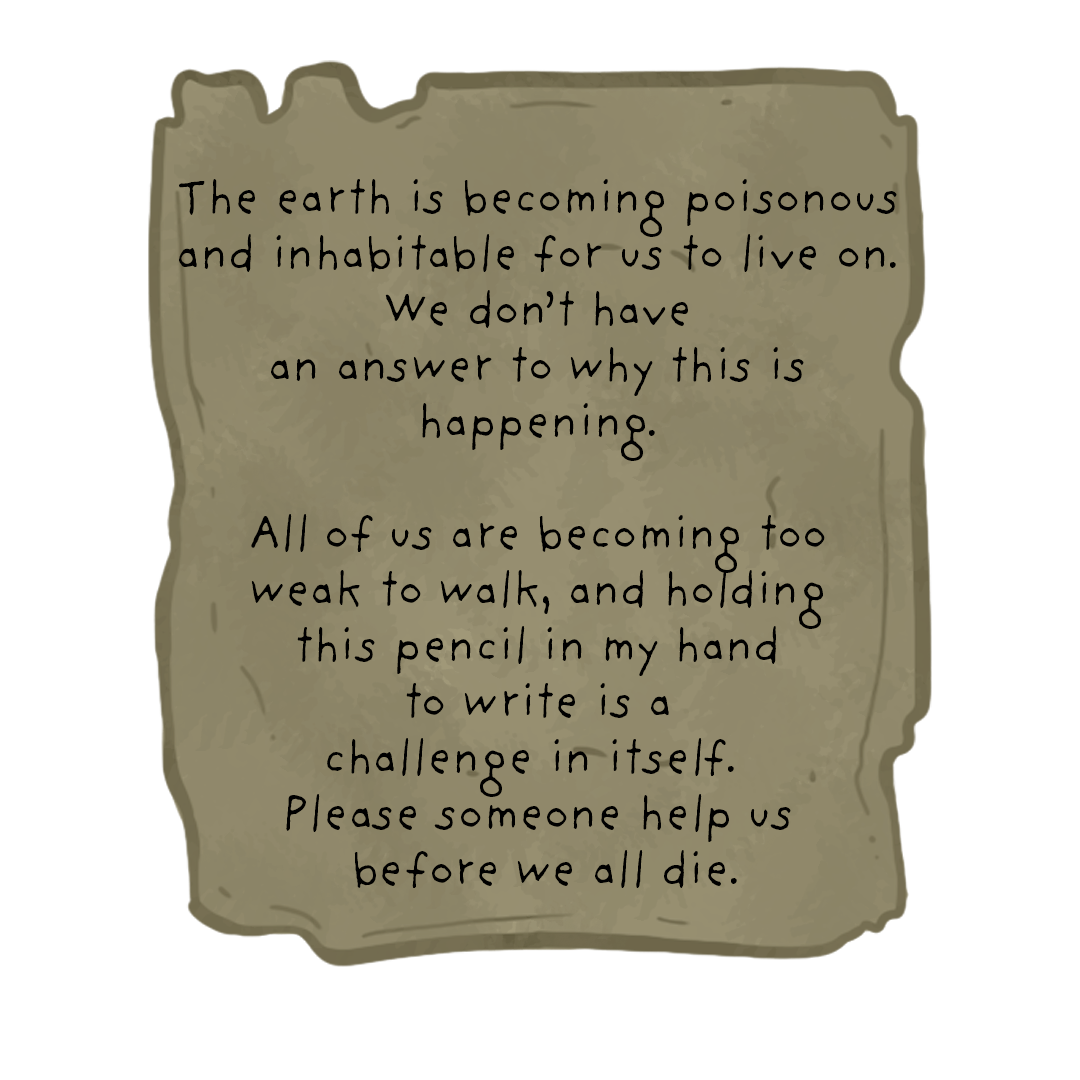 The earth is becoming poisonous
and inhabitable for us to live on.
We don't have
an answer to why this is
happening.
All of us are becoming too
weak to walk, and holding
this pencil in my hand
to write is a
challenge in itself.
Please someone help us
before we all die.